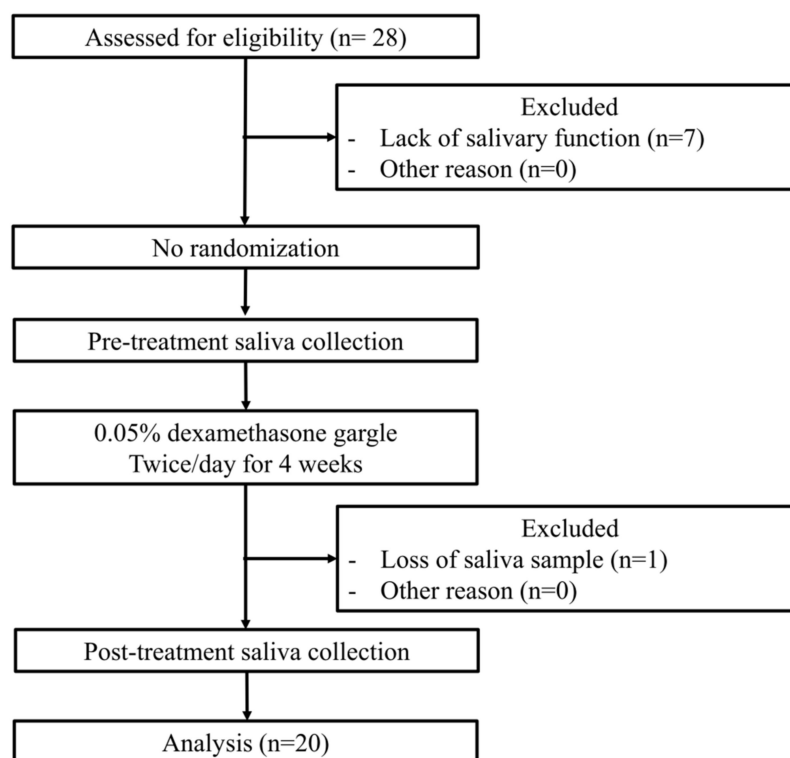 Assessed for eligibility (n= 28)
Excluded
- Lack of salivary function (n=7)
- Other reason (n=0)
No randomization
Pre-treatment saliva collection
0.05% dexamethasone gargle
Twice/day for 4 weeks
Excluded
- Loss of saliva sample (n=1)
- Other reason (n=0)
Post-treatment saliva collection
Analysis (n=20)